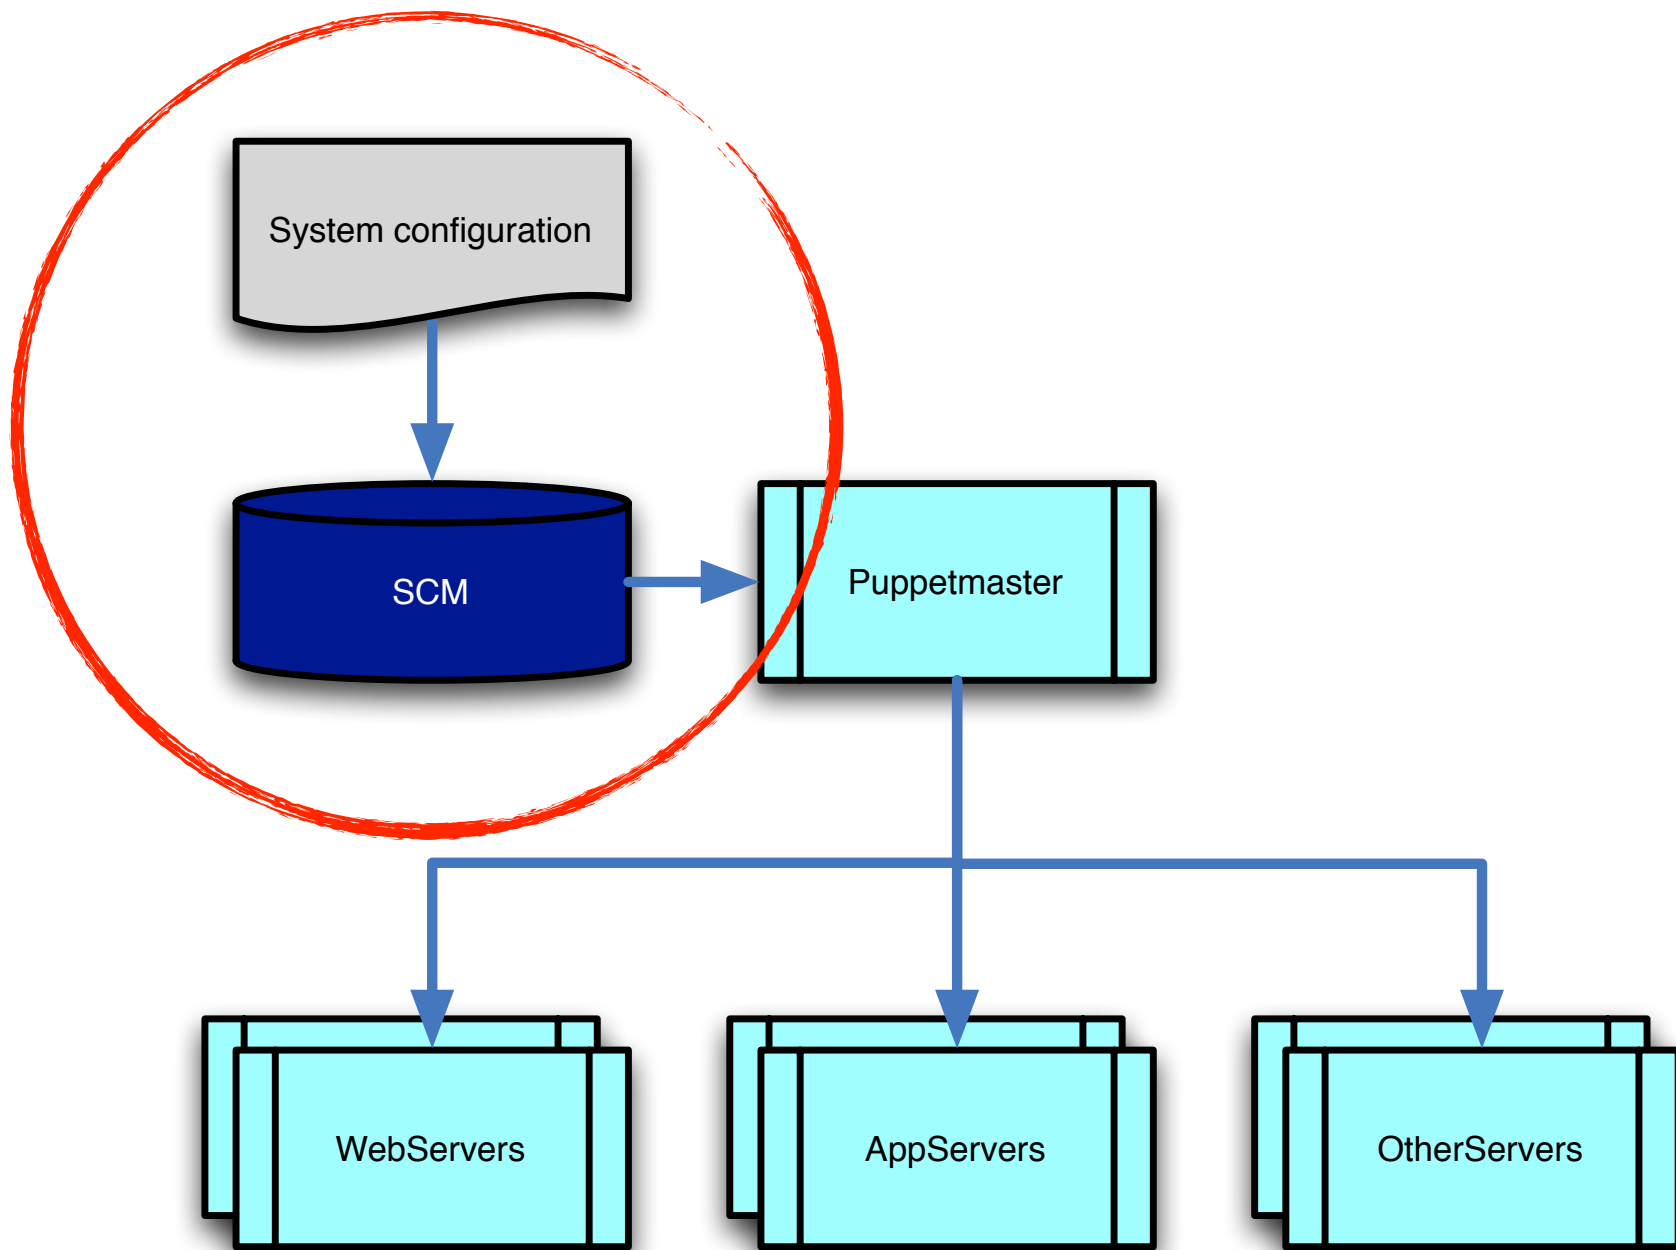 System configuration
SCM
Puppetmaster
WebServers
AppServers
OtherServers